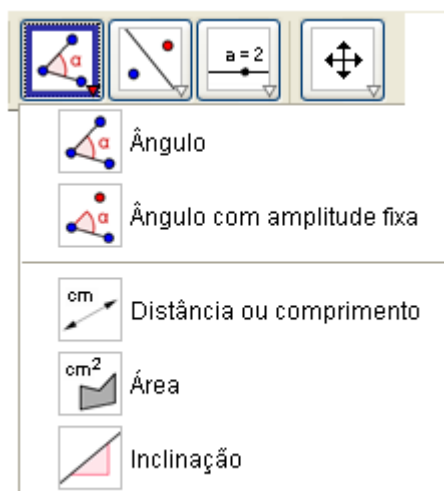 α
a = 2
α
Ângulo
α
Ângulo com amplitude fixa
cm
Distância ou comprimento
cm²
Área
Inclinação